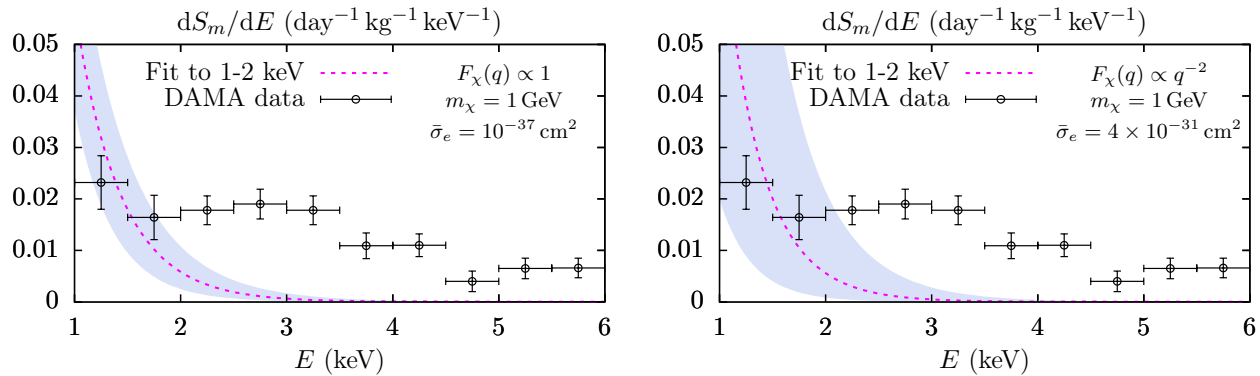 dS_m/dE (day⁻¹ kg⁻¹ keV⁻¹)
0.05
0.04
0.03
0.02
0.01
0
Fit to 1-2 keV
DAMA data
F_χ(q) ∝ 1
m_χ = 1 GeV
σ̄_e = 10⁻³⁷ cm²
1 2 3 4 5 6
E (keV)
dS_m/dE (day⁻¹ kg⁻¹ keV⁻¹)
0.05
0.04
0.03
0.02
0.01
0
Fit to 1-2 keV
DAMA data
F_χ(q) ∝ q⁻²
m_χ = 1 GeV
σ̄_e = 4 × 10⁻³¹ cm²
1 2 3 4 5 6
E (keV)